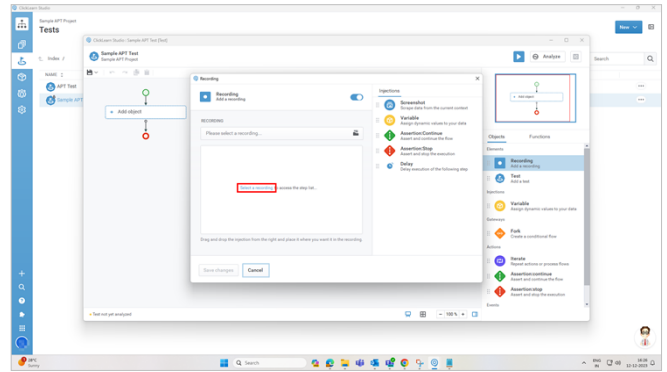 ClickLearn Studio: Sample APT Project
Sample APT Project
Tests
New
ClickLearn Studio: Sample APT Test (Test)
Sample APT Test
Sample APT Project
Analyze
Index /
Search
NAME
APT Test
Sample APT
Add object
Recording
Recording
Add a recording
RECORDING
Please select a recording...
Select a recording to access the step list...
Drag and drop the injection from the right and place it where you want it in the recording.
Save changes
Cancel
Injections
Screenshot
Scrape data from the current context
Variable
Assign dynamic values to your data
Assertion:Continue
Assert and continue the flow
Assertion:Stop
Assert and stop the execution
Delay
Delay execution of the following step
Add object
Objects
Functions
Elements
Recording
Add a recording
Test
Add a test
Injections
Variable
Assign dynamic values to your data
Gateways
Fork
Create a conditional flow
Actions
Iterate
Repeat actions or process flows
Assertion:continue
Assert and continue the flow
Assertion:stop
Assert and stop the execution
Events
Test not yet analyzed
100 %
28°C
Sunny
Search
ENG
IN
12-12-2023